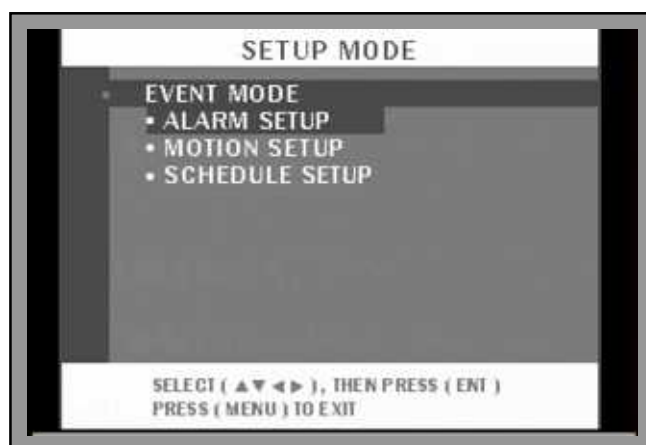 SETUP MODE
EVENT MODE
▪ ALARM SETUP
▪ MOTION SETUP
▪ SCHEDULE SETUP
SELECT ( ▲▼◄► ), THEN PRESS ( ENT )
PRESS ( MENU ) TO EXIT